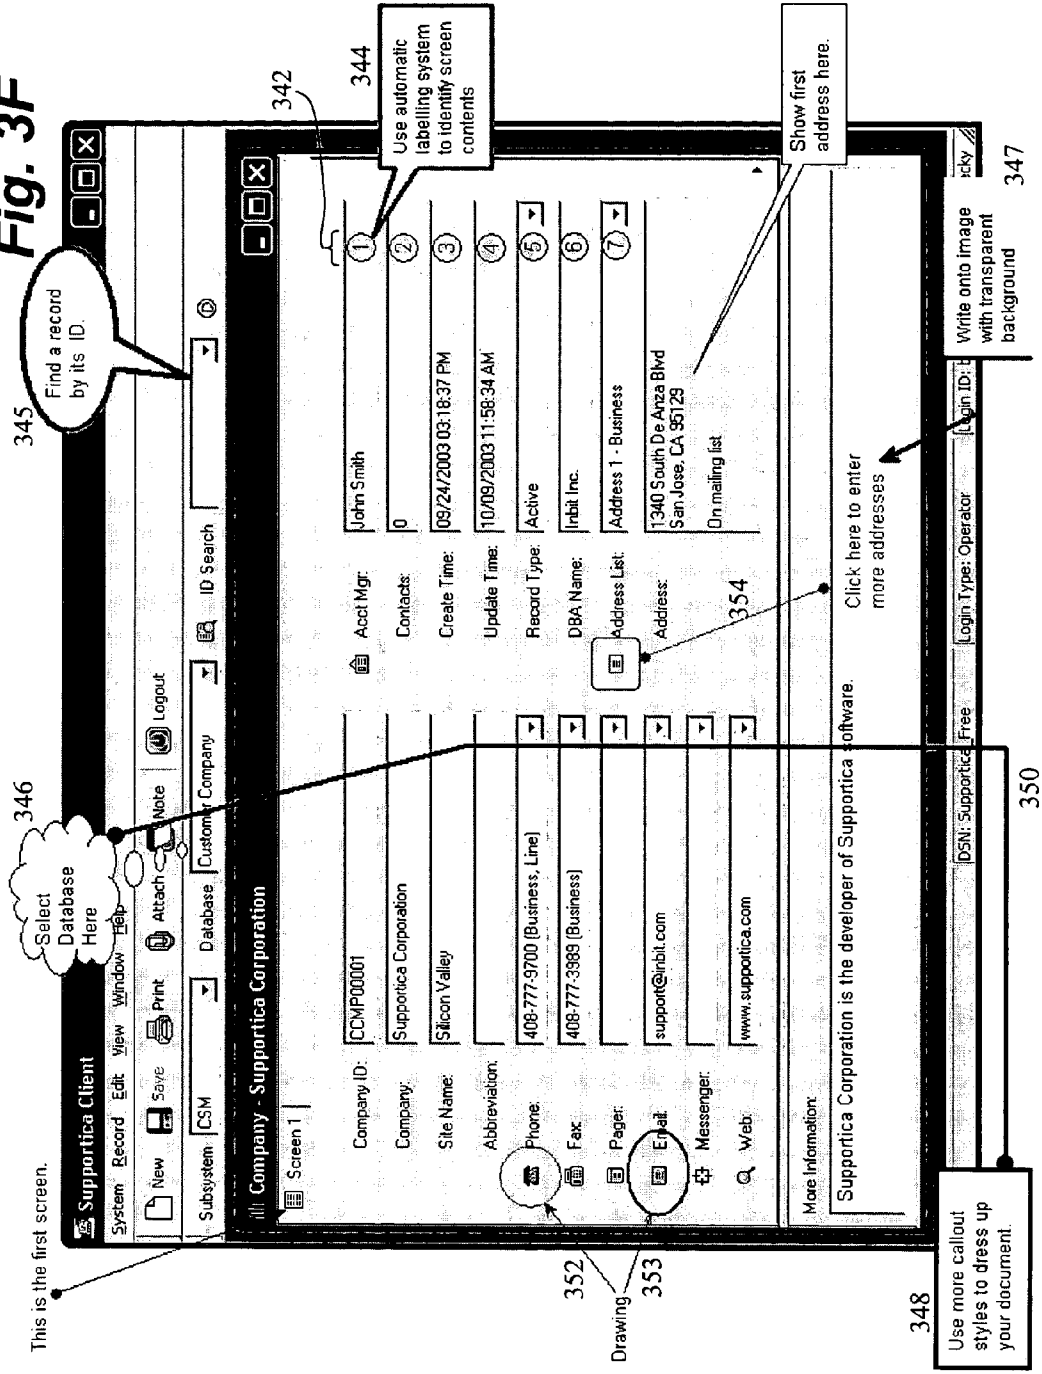 Fig. 3F
This is the first screen.
346
Select
Database
Here
345
Find a record
by its ID.
342
344
Use automatic
labelling system
to identify screen
contents
Supportica Client
System Record Edit View Window Help
New Save Print Attach Note Logout
Subsystem CSM Database Customer Company ID Search
Company - Supportica Corporation
Screen 1
Company ID: CCMP00001 Acct Mgr: John Smith 1
Company: Supportica Corporation Contacts: 0 2
Site Name: Silicon Valley Create Time: 09/24/2003 03:18:37 PM 3
Abbreviation: Update Time: 10/09/2003 11:58:34 AM 4
Phone: 408-777-9700 (Business, Line) Record Type: Active 5
Fax: 408-777-3989 (Business) DBA Name: Inbit Inc. 6
Pager: Address List: Address 1 - Business 7
Email: support@inbit.com Address: 1340 South De Anza Blvd
San Jose, CA 95129
Messenger:
On mailing list
Web: www.supportica.com
354
Drawing
352
353
Show first
address here.
More Information:
Supportica Corporation is the developer of Supportica software.
Click here to enter
more addresses
DSN: Supportica_Free Login Type: Operator Login ID: b
ecky
348
Use more callout
styles to dress up
your document.
350
Write onto image
with transparent
background
347